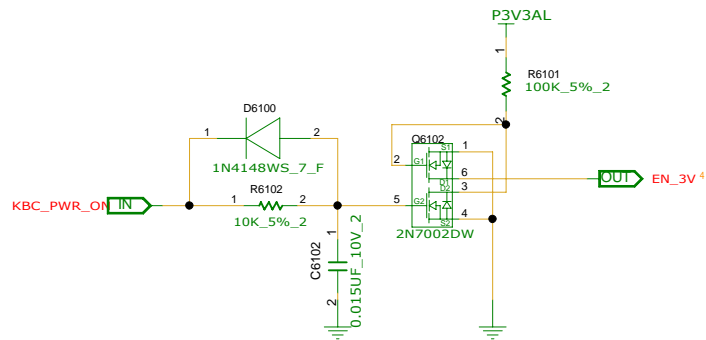 P3V3AL
1
R6101
100K_5%_2
2
D6100
1
2
1N4148WS_7_F
Q6102
S1
1
2
G1
6
D1
D2
3
OUT
EN_3V
KBC_PWR_ON
IN
1
R6102
2
10K_5%_2
5
G2
4
S2
2N7002DW
1
C6102
0.015UF_10V_2
2